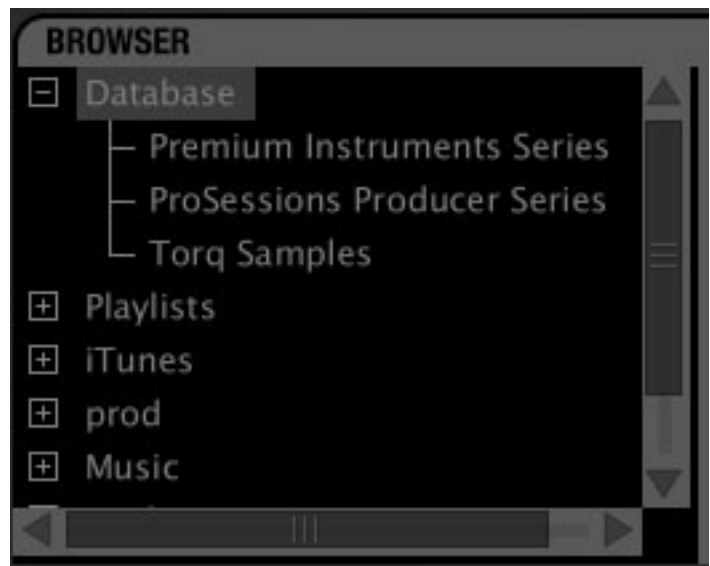 BROWSER
Database
Premium Instruments Series
ProSessions Producer Series
Torq Samples
Playlists
iTunes
prod
Music